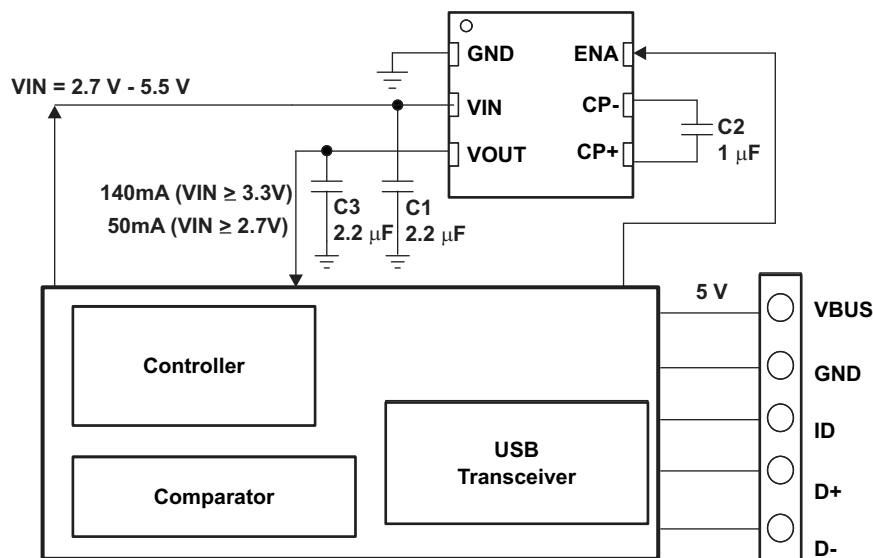 GND
ENA
VIN = 2.7 V - 5.5 V
VIN
CP-
C2
1 μF
VOUT
CP+
140mA (VIN ≥ 3.3V)
50mA (VIN ≥ 2.7V)
C3
2.2 μF
C1
2.2 μF
5 V
VBUS
Controller
GND
ID
USB
Transceiver
Comparator
D+
D-